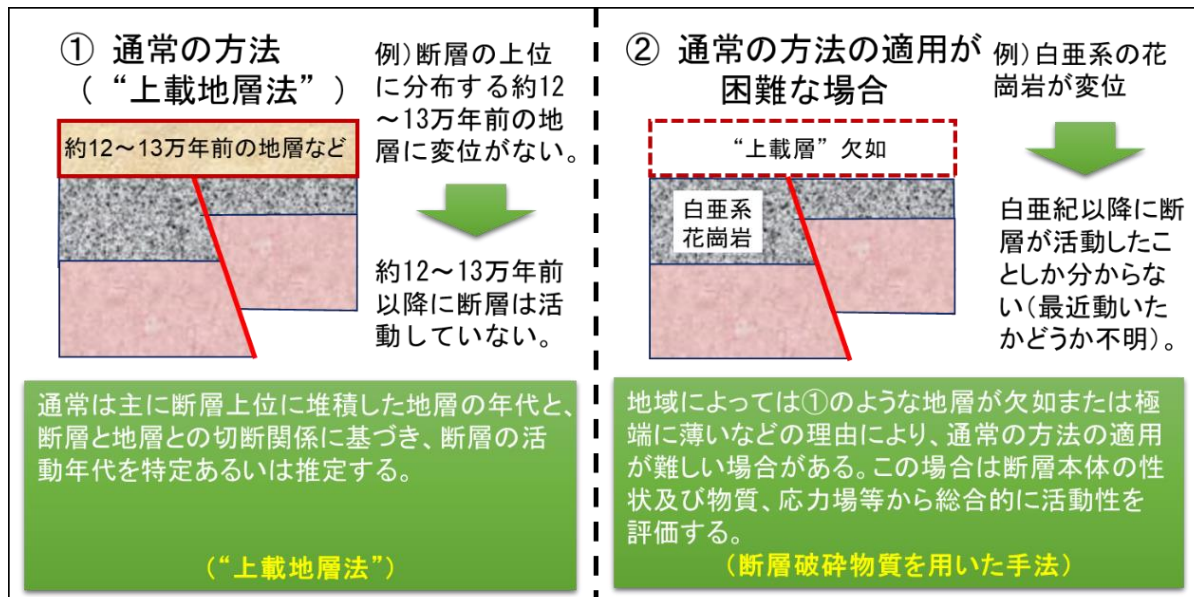 ① 通常の方法
(“上載地層法”)
例)断層の上位
に分布する約12
~13万年前の地
層に変位がない。
約12~13万年前の地層など
約12~13万年前
以降に断層は活
動していない。
通常は主に断層上位に堆積した地層の年代と、
断層と地層との切断関係に基づき、断層の活
動年代を特定あるいは推定する。
(“上載地層法”)
② 通常の方法の適用が
困難な場合
例)白亜系の花
崗岩が変位
“上載層” 欠如
白亜系
花崗岩
白亜紀以降に断
層が活動したこ
としか分からな
い(最近動いた
かどうか不明)。
地域によっては①のような地層が欠如または極
端に薄いなどの理由により、通常の方法の適用
が難しい場合がある。この場合は断層本体の性
状及び物質、応力場等から総合的に活動性を
評価する。
(断層破砕物質を用いた手法)